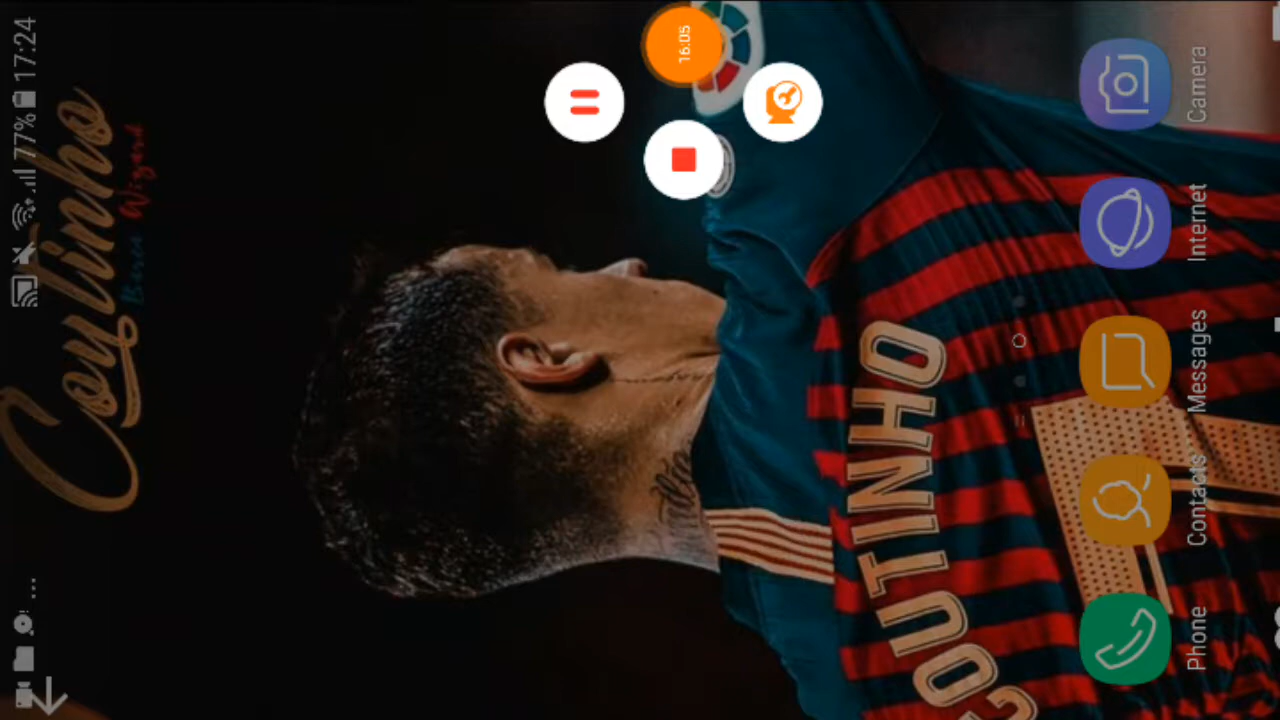 17:24
77%
Coutinho
Barca Wizard
16:05
COUTINHO
Phone
Contacts
Messages
Internet
Camera